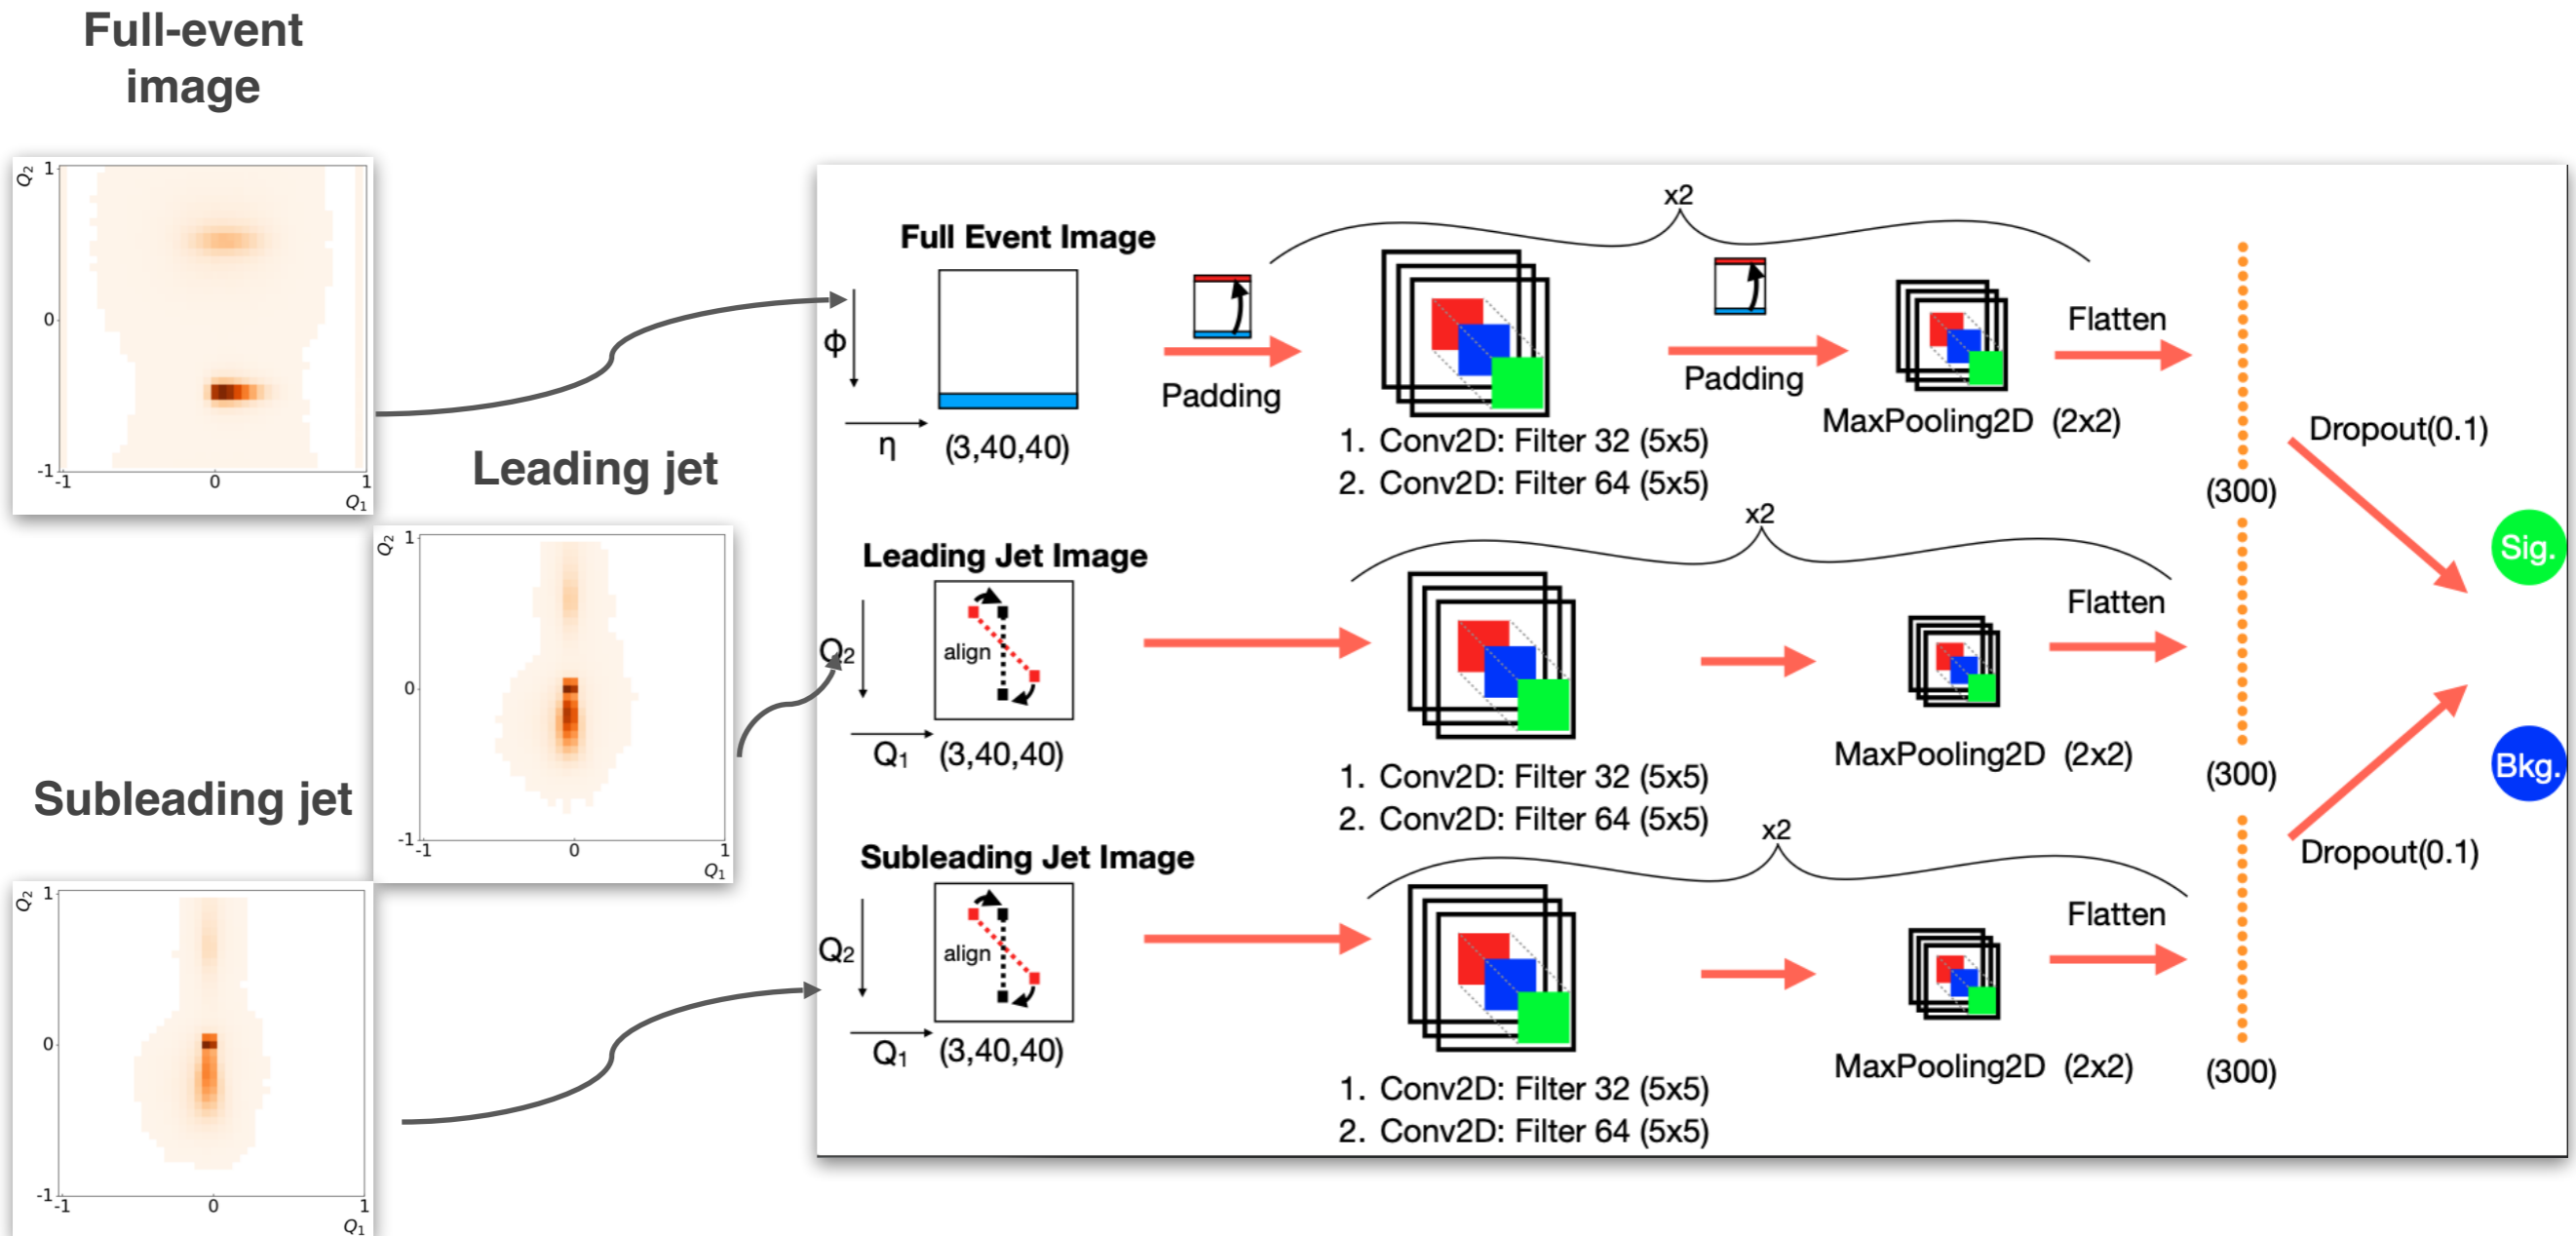 Full-event
image
Q₂
1
0
-1
-1
0
1
Q₁
Leading jet
Q₂
1
0
-1
-1
0
1
Q₁
Subleading jet
Q₂
1
0
-1
-1
0
1
Q₁
x2
Full Event Image
Φ
η
(3,40,40)
Padding
1. Conv2D: Filter 32 (5x5)
2. Conv2D: Filter 64 (5x5)
Padding
MaxPooling2D (2x2)
Flatten
(300)
Dropout(0.1)
x2
Leading Jet Image
align
Q₂
Q₁
(3,40,40)
1. Conv2D: Filter 32 (5x5)
2. Conv2D: Filter 64 (5x5)
MaxPooling2D (2x2)
Flatten
(300)
Sig.
Bkg.
x2
Subleading Jet Image
align
Q₂
Q₁
(3,40,40)
1. Conv2D: Filter 32 (5x5)
2. Conv2D: Filter 64 (5x5)
MaxPooling2D (2x2)
Flatten
(300)
Dropout(0.1)